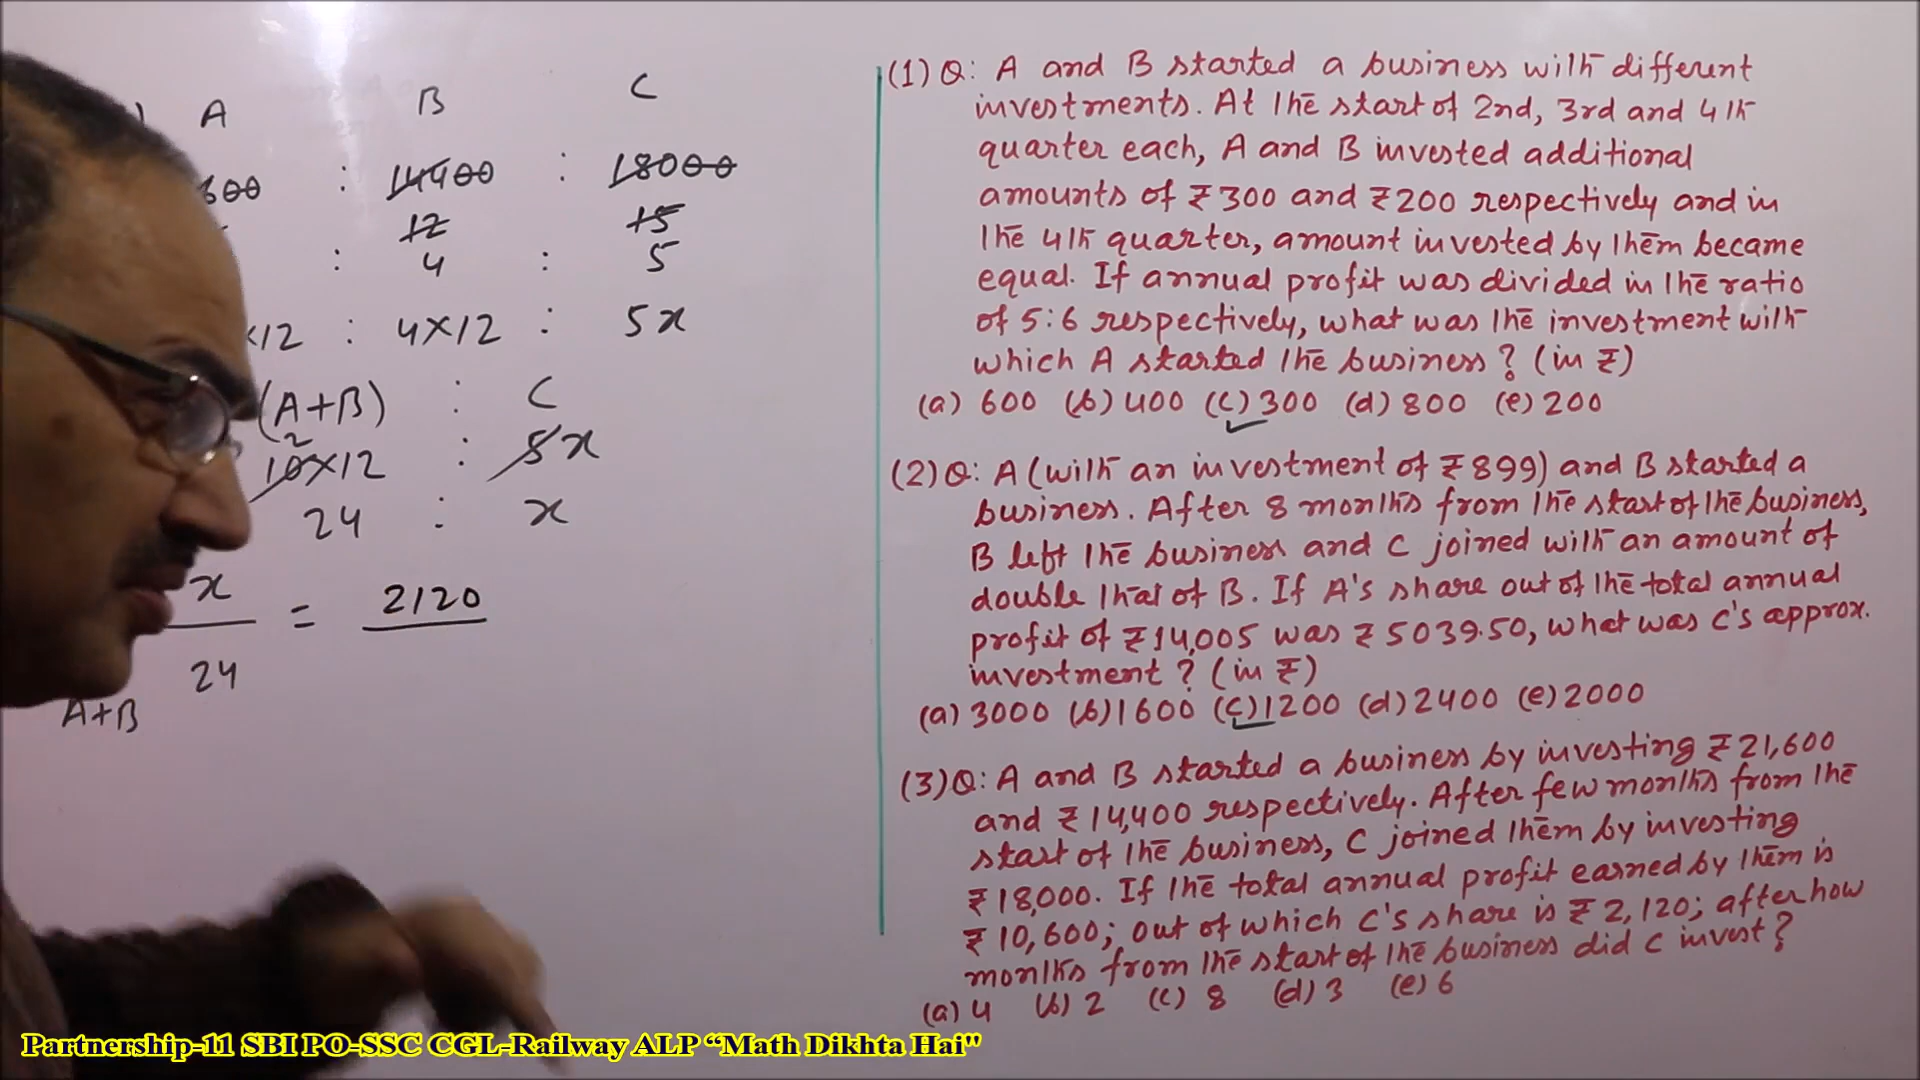 A B C
600 : 14400 : 18000
12 15
: 4 : 5
×12 : 4×12 : 5x
(A+B) : C
2
10×12 : 5x
24 : x
x = 2120
24
A+B
(1) Q: A and B started a business with different
investments. At the start of 2nd, 3rd and 4th
quarter each, A and B invested additional
amounts of ₹300 and ₹200 respectively and in
the 4th quarter, amount invested by them became
equal. If annual profit was divided in the ratio
of 5:6 respectively, what was the investment with
which A started the business? (in ₹)
(a) 600 (b) 400 (c) 300 (d) 800 (e) 200
(2) Q: A (with an investment of ₹899) and B started a
business. After 8 months from the start of the business,
B left the business and C joined with an amount of
double that of B. If A's share out of the total annual
profit of ₹14,005 was ₹5039.50, what was C's approx.
investment? (in ₹)
(a) 3000 (b) 1600 (c) 1200 (d) 2400 (e) 2000
(3) Q: A and B started a business by investing ₹21,600
and ₹14,400 respectively. After few months from the
start of the business, C joined them by investing
₹18,000. If the total annual profit earned by them is
₹10,600; out of which C's share is ₹2,120; after how
months from the start of the business did C invest?
(a) 4 (b) 2 (c) 8 (d) 3 (e) 6
Partnership-11 SBI PO-SSC CGL-Railway ALP “Math Dikhta Hai"